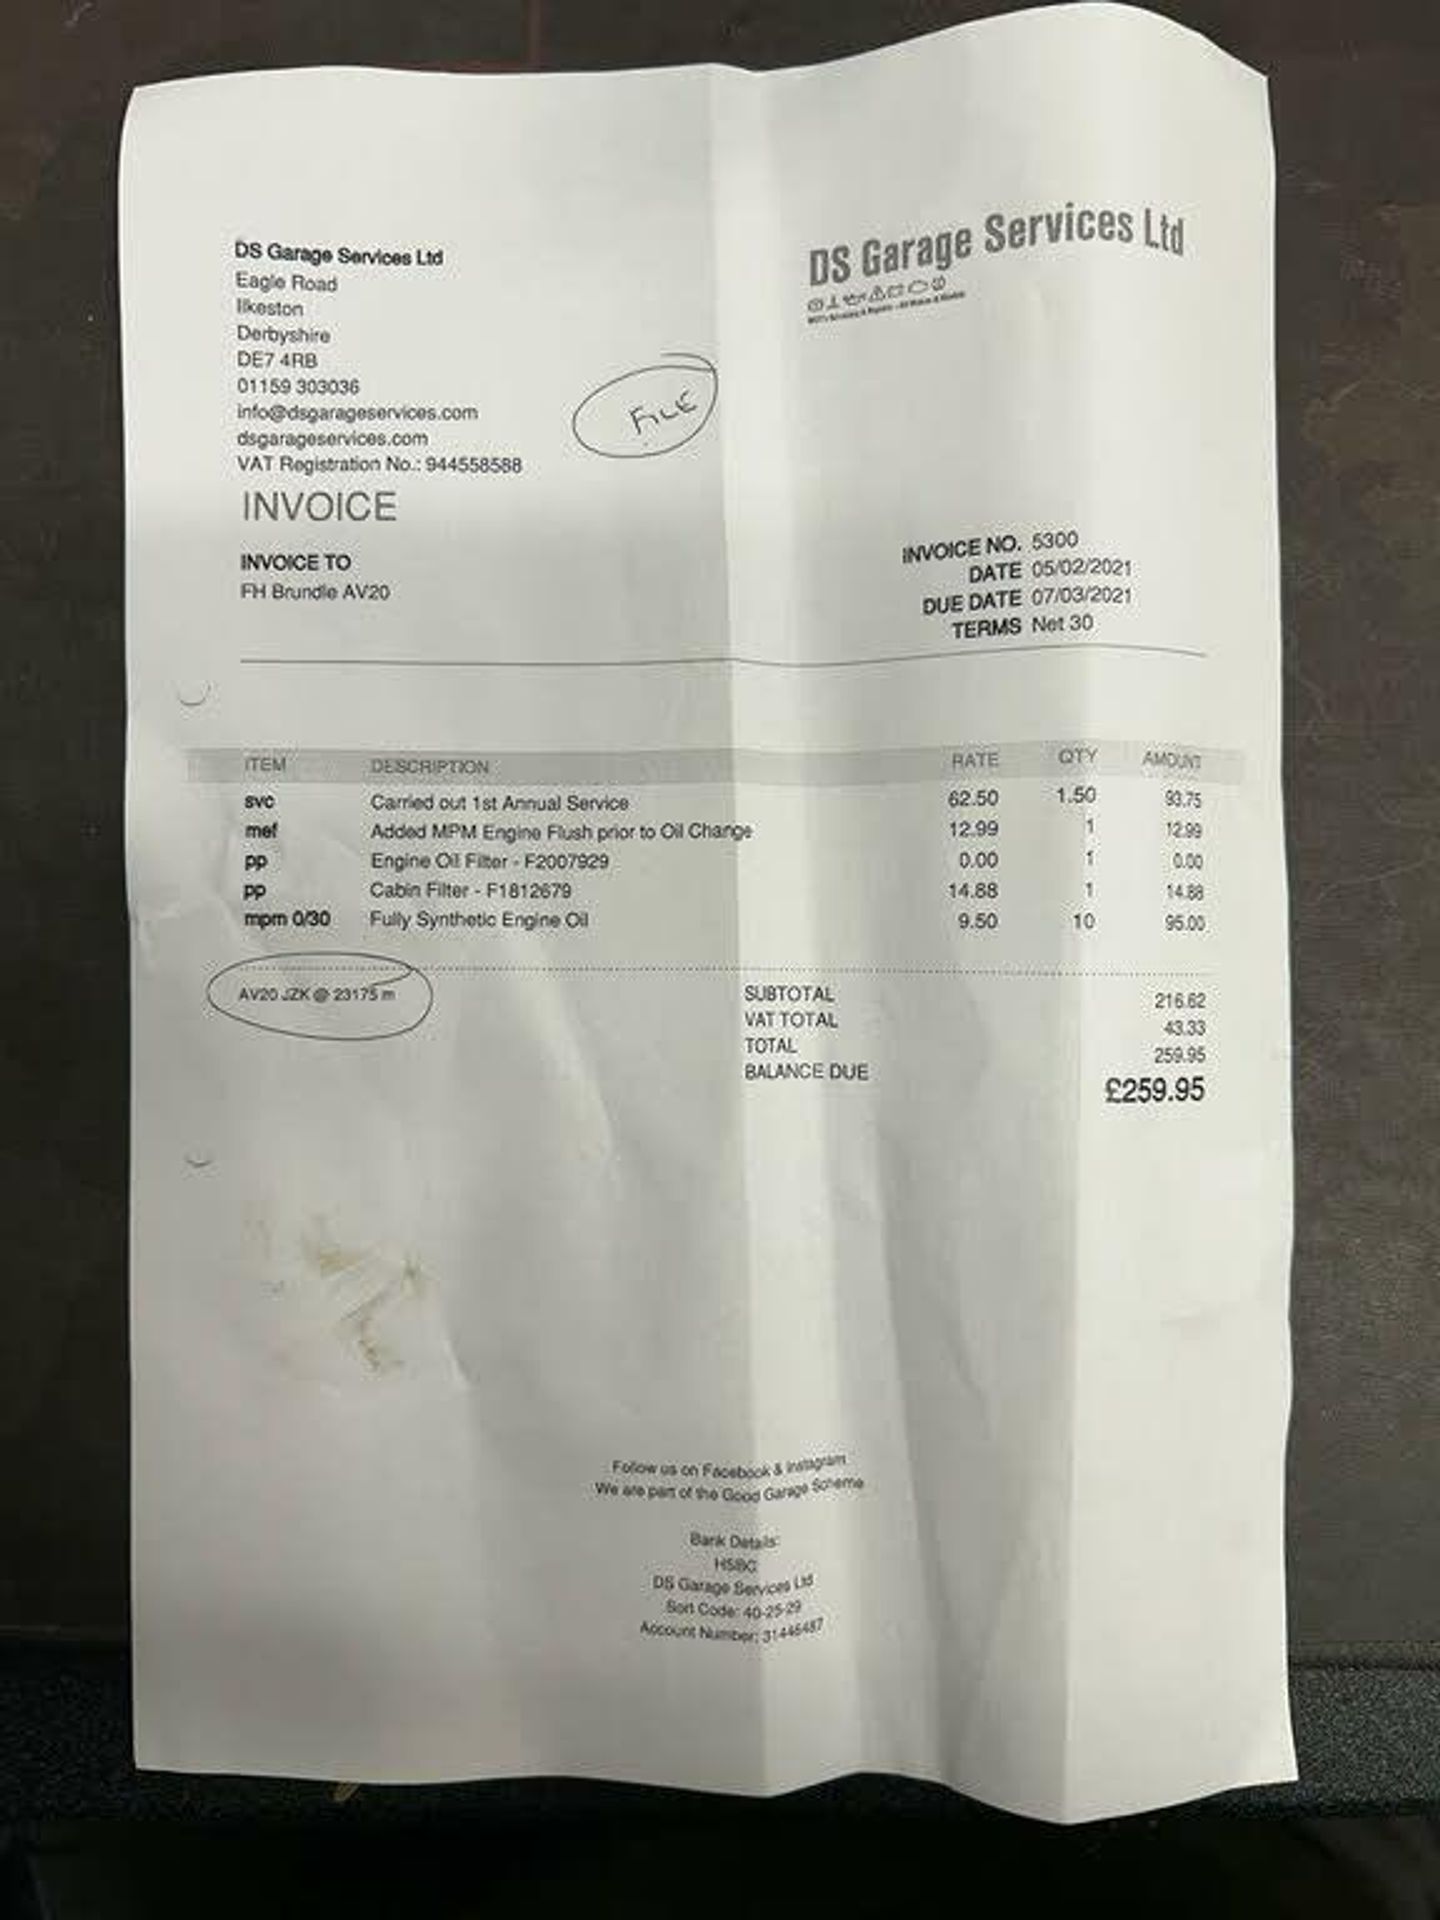 DS Garage Services Ltd
Eagle Road
Ilkeston
Derbyshire
DE7 4RB
01159 303036
info@dsgarageservices.com
dsgarageservices.com
VAT Registration No.: 944558588
DS Garage Services Ltd
FILE
INVOICE
INVOICE TO
FH Brundle AV20
INVOICE NO. 5300
DATE 05/02/2021
DUE DATE 07/03/2021
TERMS Net 30
ITEM DESCRIPTION RATE QTY AMOUNT
svc Carried out 1st Annual Service 62.50 1.50 93.75
mef Added MPM Engine Flush prior to Oil Change 12.99 1 12.99
pp Engine Oil Filter - F2007929 0.00 1 0.00
pp Cabin Filter - F1812679 14.88 1 14.88
mpm 0/30 Fully Synthetic Engine Oil 9.50 10 95.00
AV20 JZK @ 23175 m
SUBTOTAL 216.62
VAT TOTAL 43.33
TOTAL 259.95
BALANCE DUE £259.95
Follow us on Facebook & Instagram
We are part of the Good Garage Scheme
Bank Details:
HSBC
DS Garage Services Ltd
Sort Code: 40-25-29
Account Number: 31446487